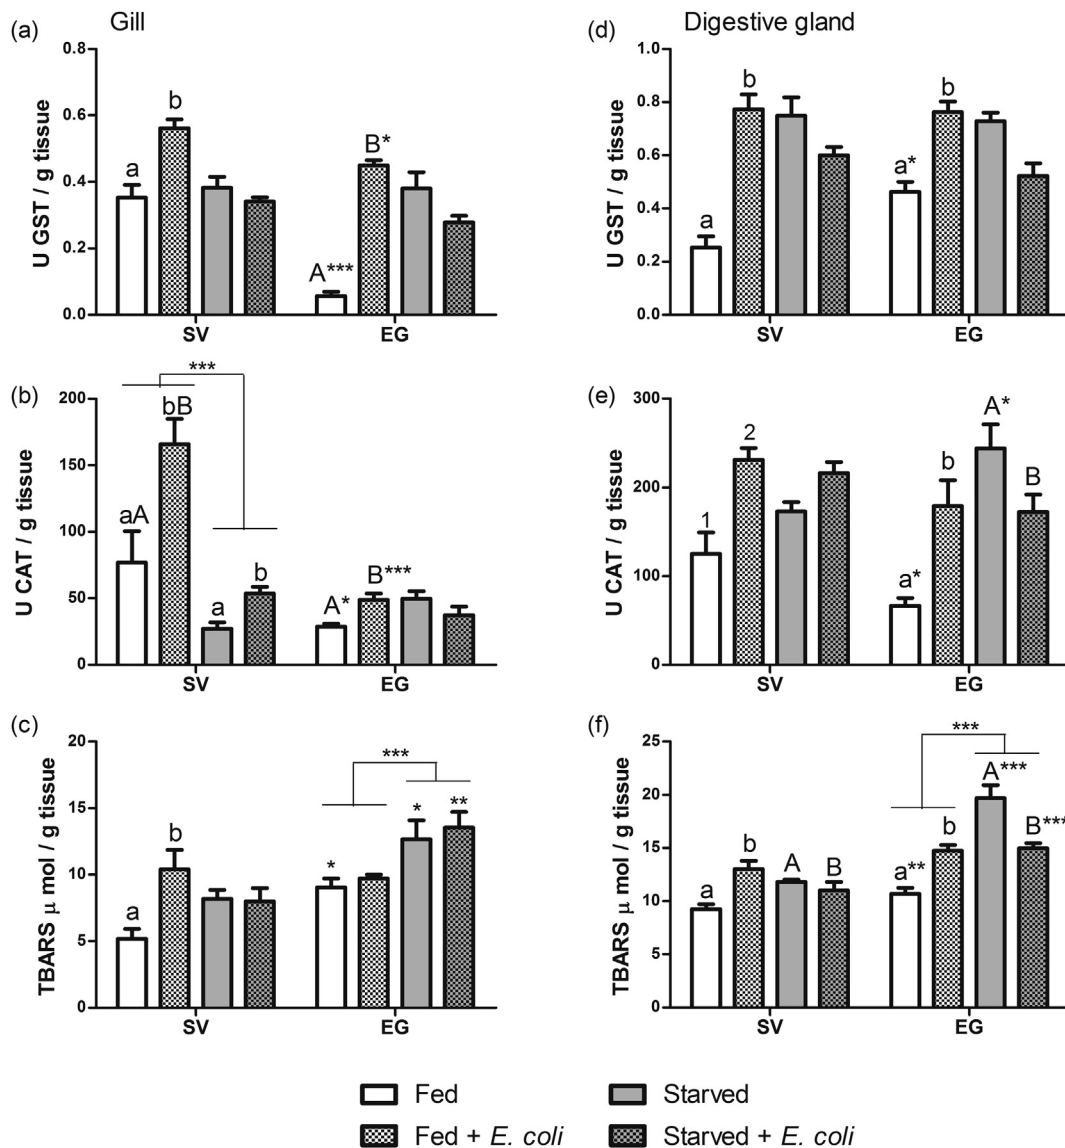 (a) Gill
U GST / g tissue
0.8
0.6
0.4
0.2
0.0
a
b
A***
B*
SV EG
(d) Digestive gland
U GST / g tissue
1.0
0.8
0.6
0.4
0.2
0.0
a
b
a*
b
SV EG
(b)
U CAT / g tissue
200
150
100
50
0
***
aA
bB
a
b
A*
B***
SV EG
(e)
U CAT / g tissue
300
200
100
0
1
2
a*
b
A*
B
SV EG
(c)
TBARS μ mol / g tissue
20
15
10
5
0
a
b
***
*
*
**
SV EG
(f)
TBARS μ mol / g tissue
25
20
15
10
5
0
a
b
A
B
***
a**
b
A***
B***
SV EG
Fed Starved
Fed + E. coli Starved + E. coli